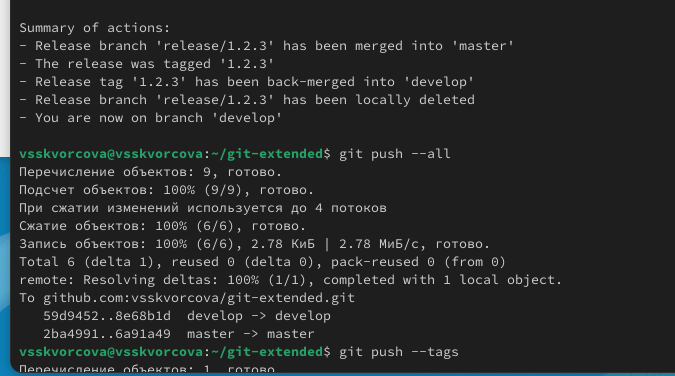 Summary of actions:
- Release branch 'release/1.2.3' has been merged into 'master'
- The release was tagged '1.2.3'
- Release tag '1.2.3' has been back-merged into 'develop'
- Release branch 'release/1.2.3' has been locally deleted
- You are now on branch 'develop'
vsskvorcova@vsskvorcova:~/git-extended$ git push --all
Перечисление объектов: 9, готово.
Подсчет объектов: 100% (9/9), готово.
При сжатии изменений используется до 4 потоков
Сжатие объектов: 100% (6/6), готово.
Запись объектов: 100% (6/6), 2.78 КиБ | 2.78 МиБ/с, готово.
Total 6 (delta 1), reused 0 (delta 0), pack-reused 0 (from 0)
remote: Resolving deltas: 100% (1/1), completed with 1 local object.
To github.com:vsskvorcova/git-extended.git
59d9452..8e68b1d develop -> develop
2ba4991..6a91a49 master -> master
vsskvorcova@vsskvorcova:~/git-extended$ git push --tags
Перечисление объектов: 1, готово.